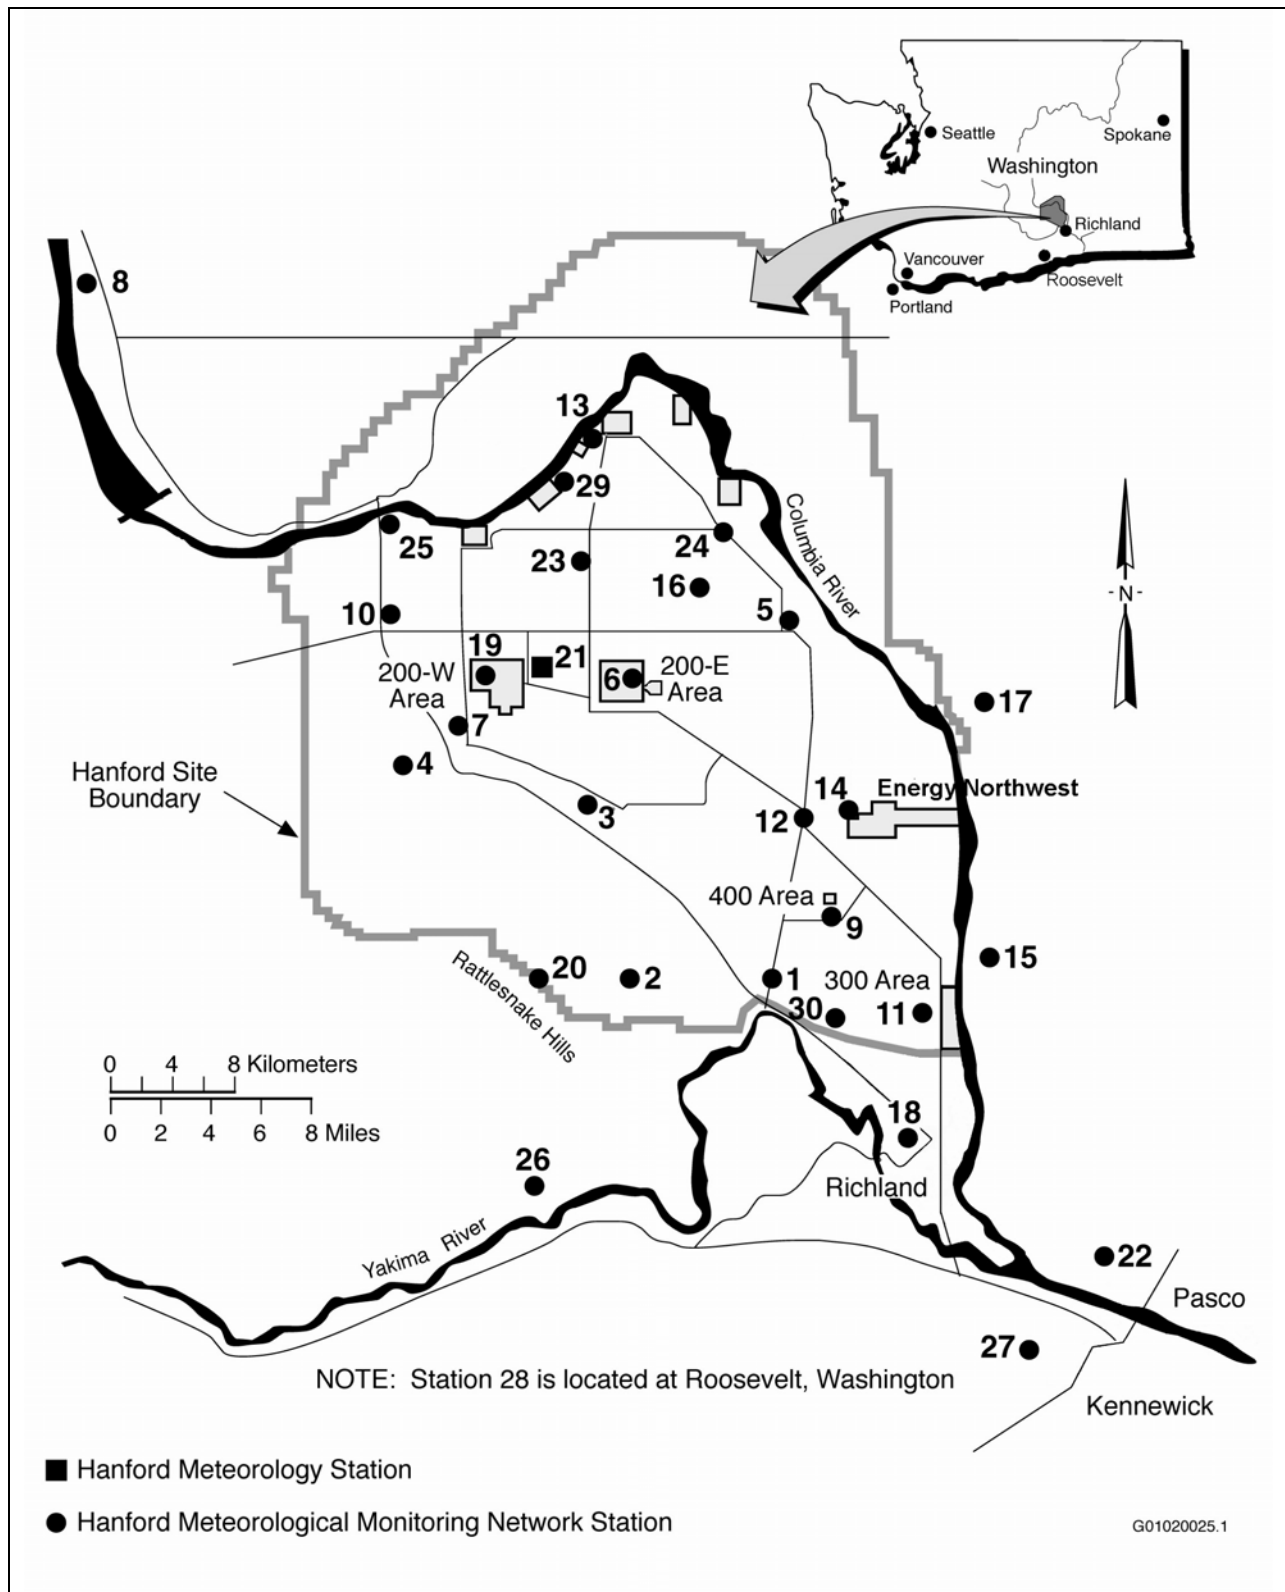 Seattle
Spokane
Washington
Richland
Vancouver
Roosevelt
Portland
8
13
29
25
23
24
16
10
5
19
21
200-W
Area
6
200-E
Area
7
17
4
Columbia River
- N -
Hanford Site
Boundary
3
12
14
Energy Northwest
400 Area
9
15
20
2
1
300 Area
30
11
Rattlesnake Hills
0 4 8 Kilometers
0 2 4 6 8 Miles
18
26
Richland
Yakima River
22
Pasco
27
NOTE: Station 28 is located at Roosevelt, Washington
Kennewick
Hanford Meteorology Station
Hanford Meteorological Monitoring Network Station
G01020025.1